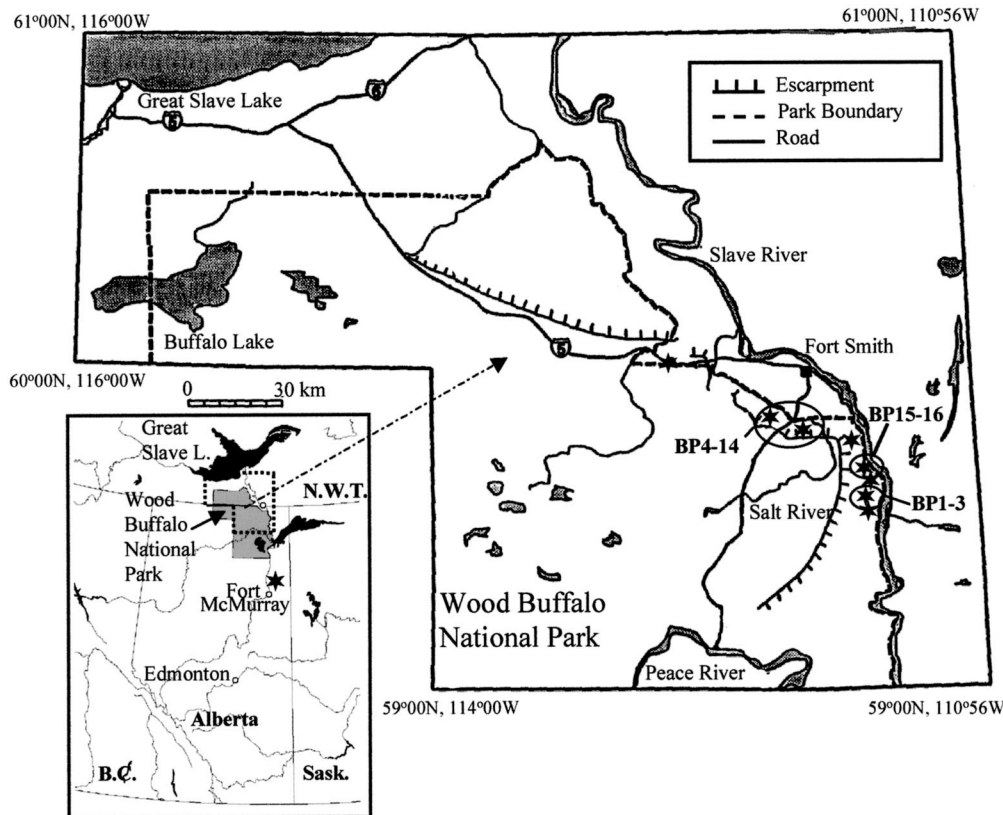 61°00N, 116°00W
61°00N, 110°56W
Escarpment
Park Boundary
Road
Great Slave Lake
6
5
Slave River
Buffalo Lake
5
Fort Smith
60°00N, 116°00W
0 30 km
BP15-16
BP4-14
BP1-3
Salt River
Great
Slave L.
N.W.T.
Wood
Buffalo
National
Park
Fort
McMurray
Wood Buffalo
National Park
Peace River
Edmonton
59°00N, 114°00W
59°00N, 110°56W
Alberta
B.C.
Sask.